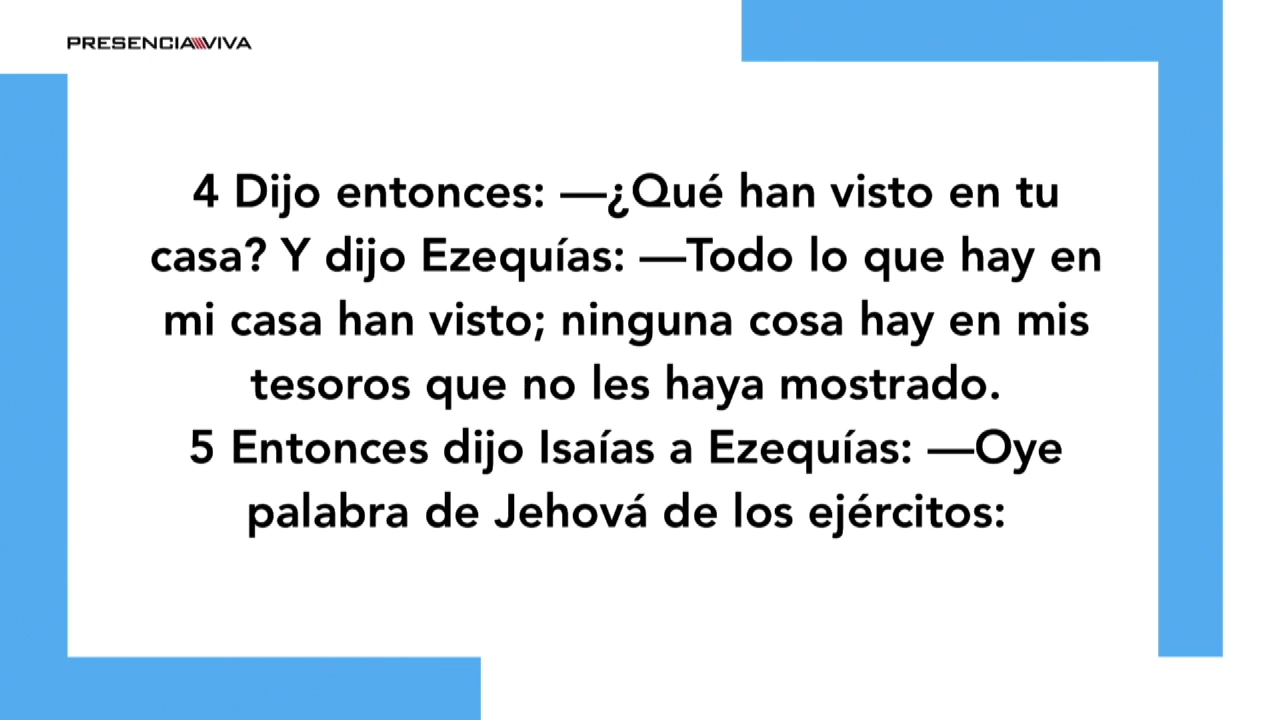 PRESENCIA VIVA
4 Dijo entonces: —¿Qué han visto en tu
casa? Y dijo Ezequías: —Todo lo que hay en
mi casa han visto; ninguna cosa hay en mis
tesoros que no les haya mostrado.
5 Entonces dijo Isaías a Ezequías: —Oye
palabra de Jehová de los ejércitos: